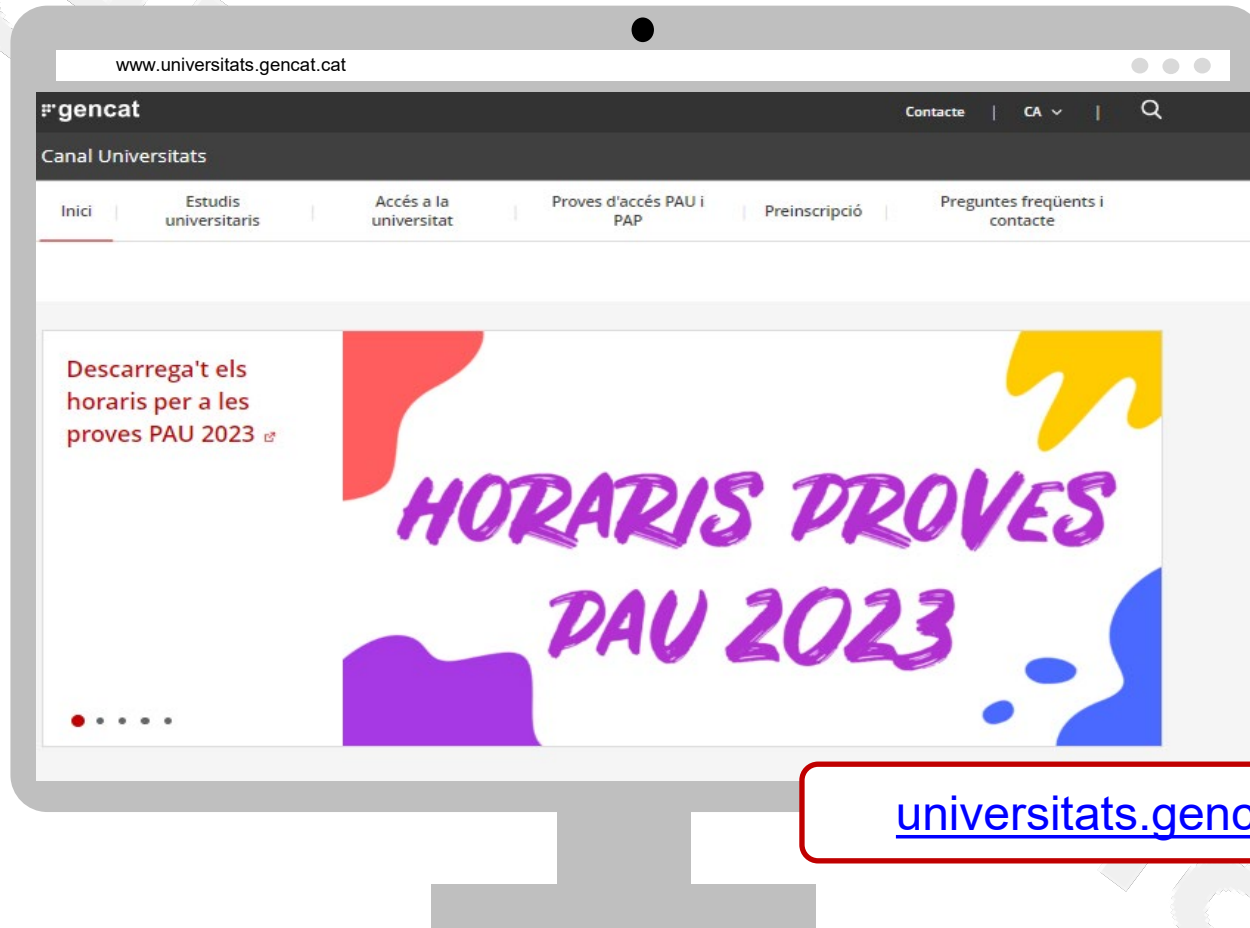 www.universitats.gencat.cat
gencat
Contacte | CA |
Canal Universitats
Inici | Estudis universitaris | Accés a la universitat | Proves d'accés PAU i PAP | Preinscripció | Preguntes freqüents i contacte
Descarrega't els
horaris per a les
proves PAU 2023
HORARIS PROVES
PAU 2023
universitats.genc